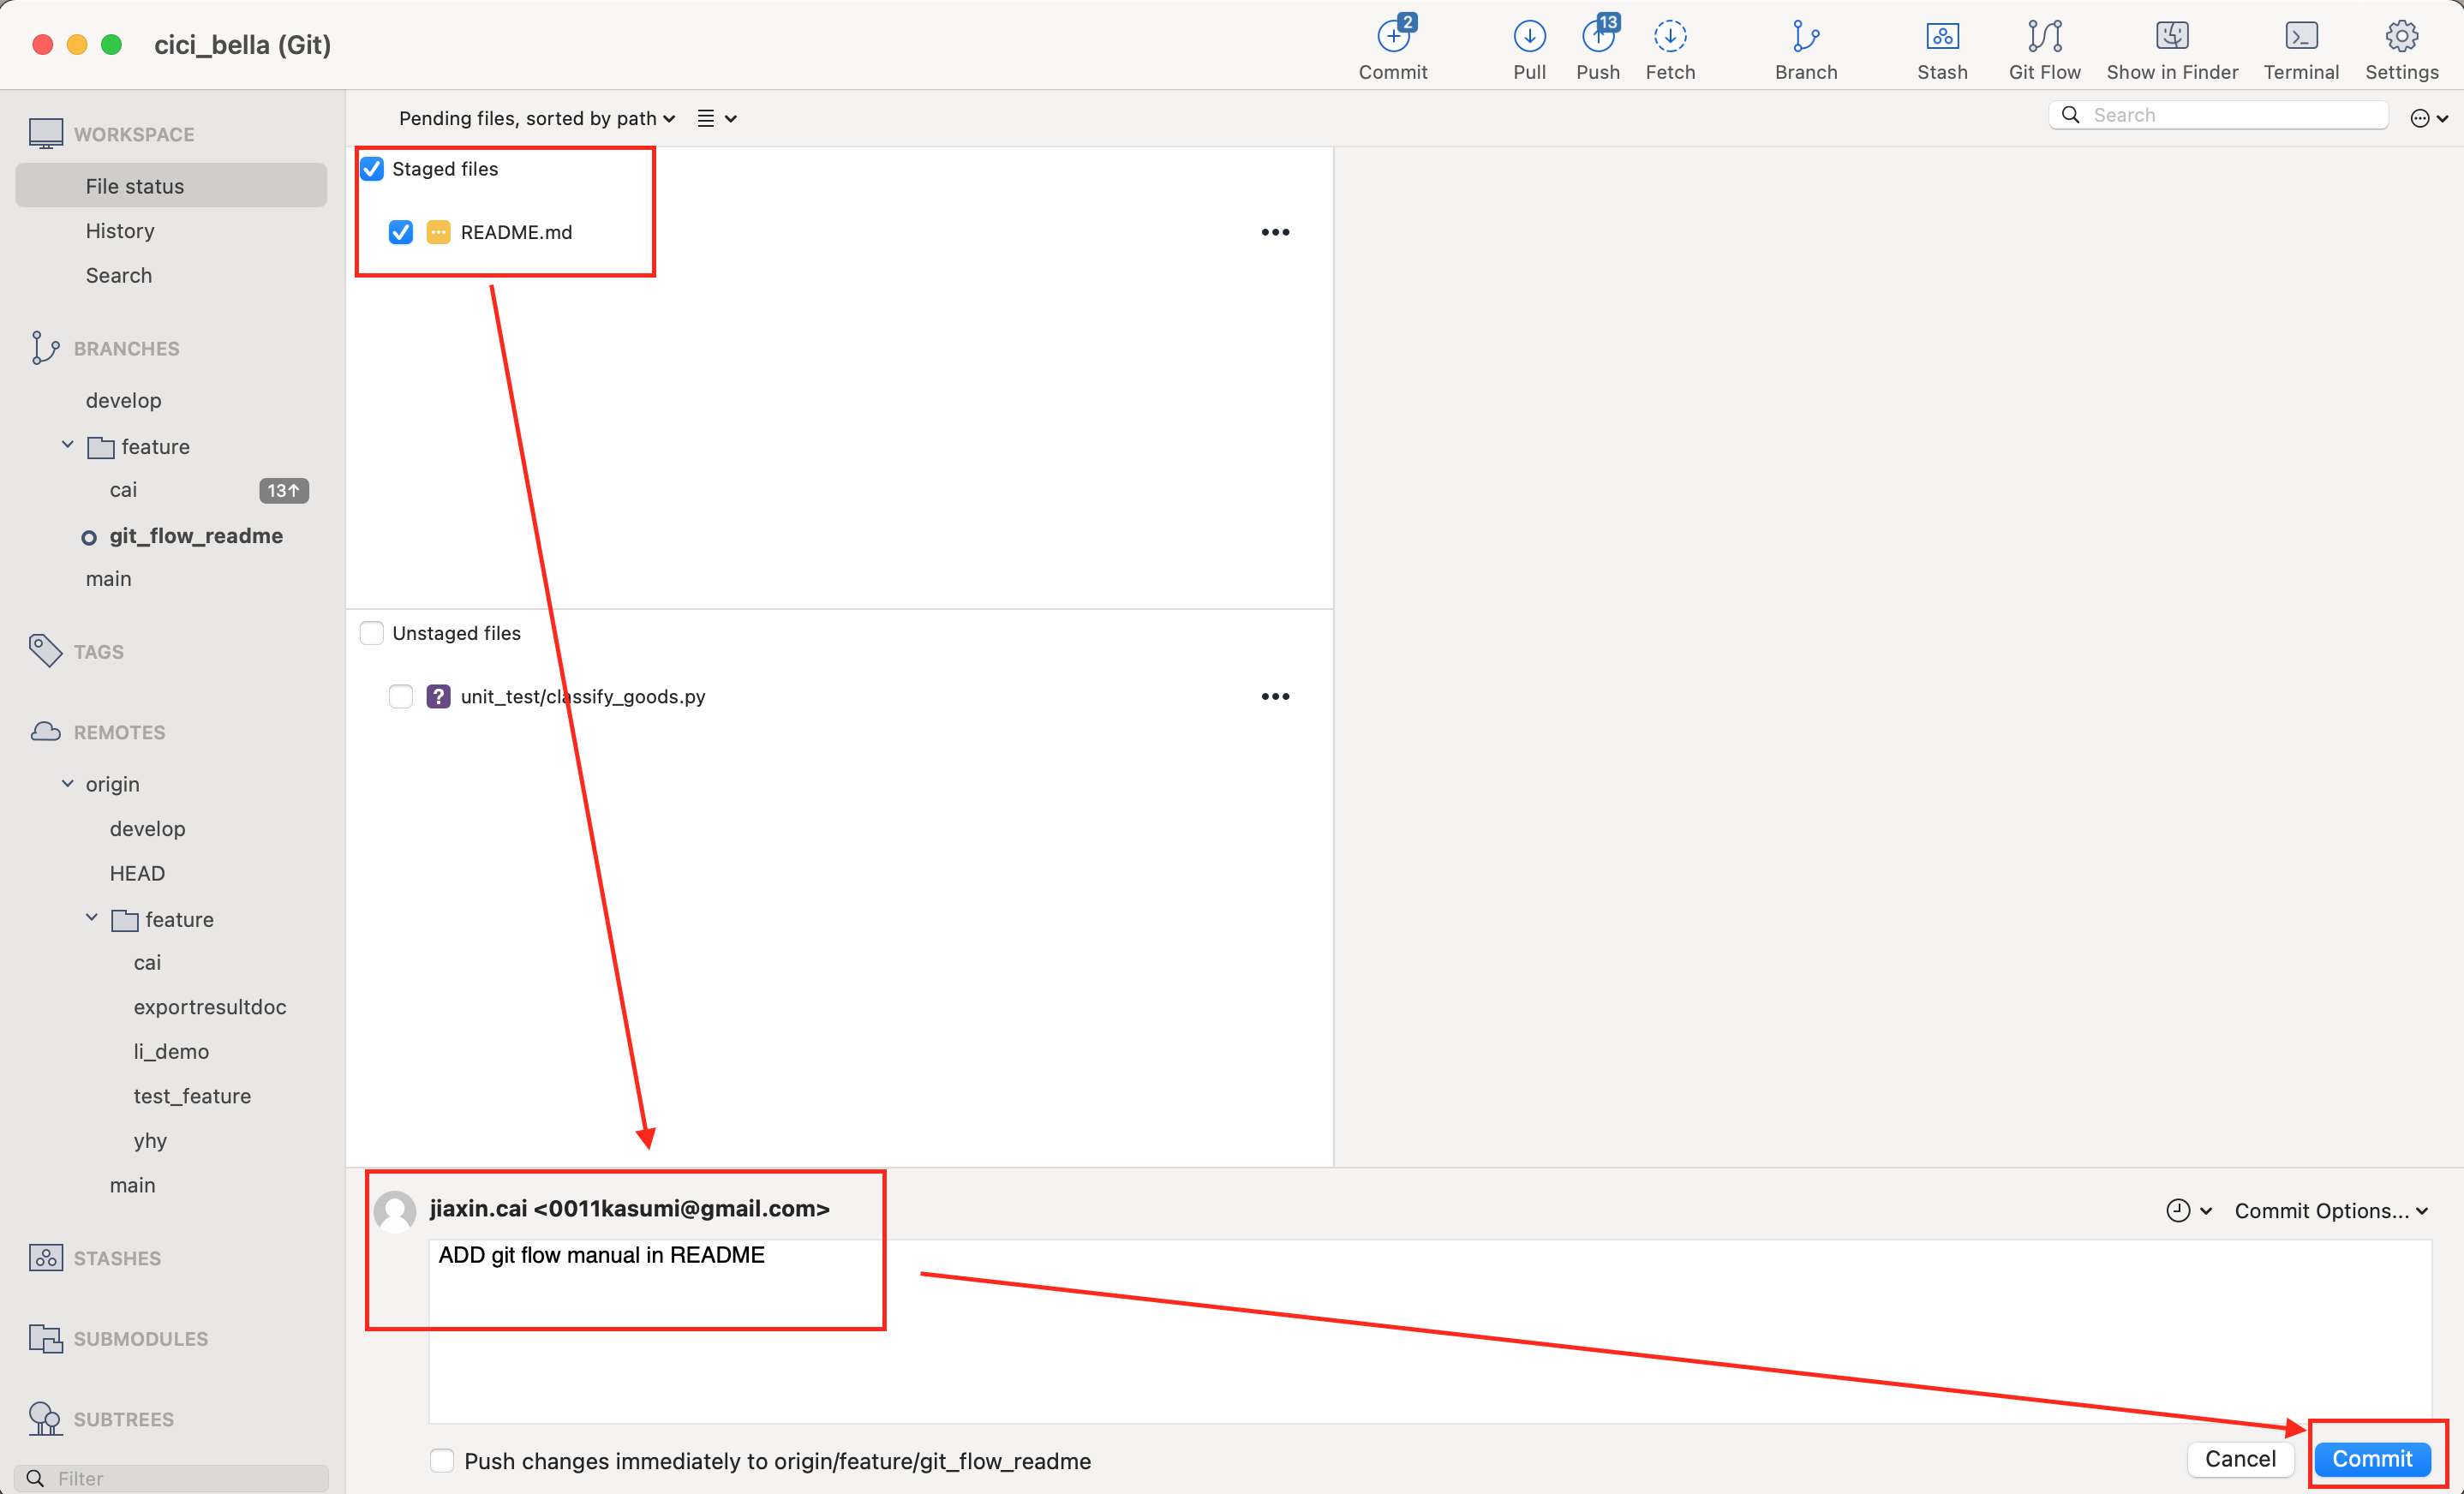 cici_bella (Git)
2
Commit
Pull
13
Push
Fetch
Branch
Stash
Git Flow
Show in Finder
Terminal
Settings
WORKSPACE
File status
History
Search
BRANCHES
develop
feature
cai
13↑
git_flow_readme
main
TAGS
REMOTES
origin
develop
HEAD
feature
cai
exportresultdoc
li_demo
test_feature
yhy
main
STASHES
SUBMODULES
SUBTREES
Filter
Pending files, sorted by path
Search
Staged files
README.md
Unstaged files
? unit_test/classify_goods.py
jiaxin.cai <0011kasumi@gmail.com>
Commit Options...
ADD git flow manual in README
Push changes immediately to origin/feature/git_flow_readme
Cancel
Commit